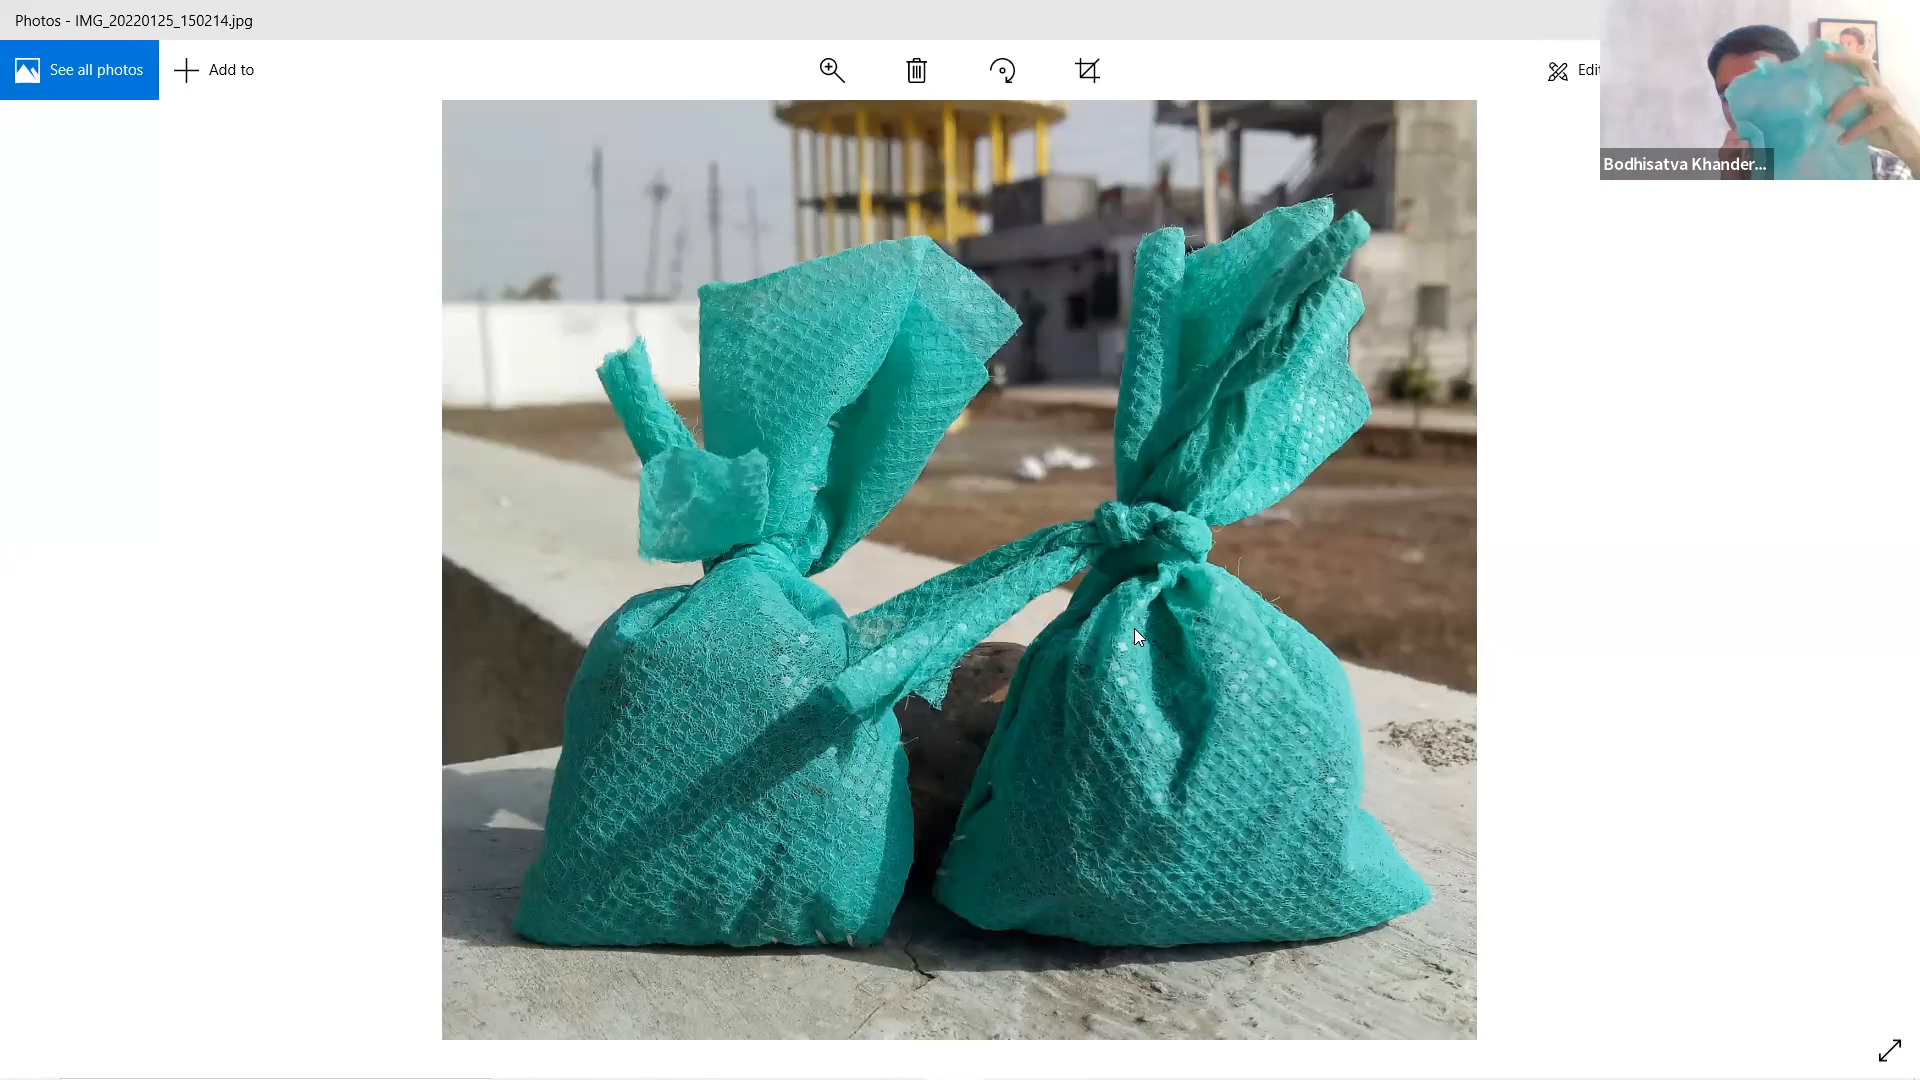 Photos - IMG_20220125_150214.jpg
See all photos
Add to
Edit
Bodhisatva Khander...